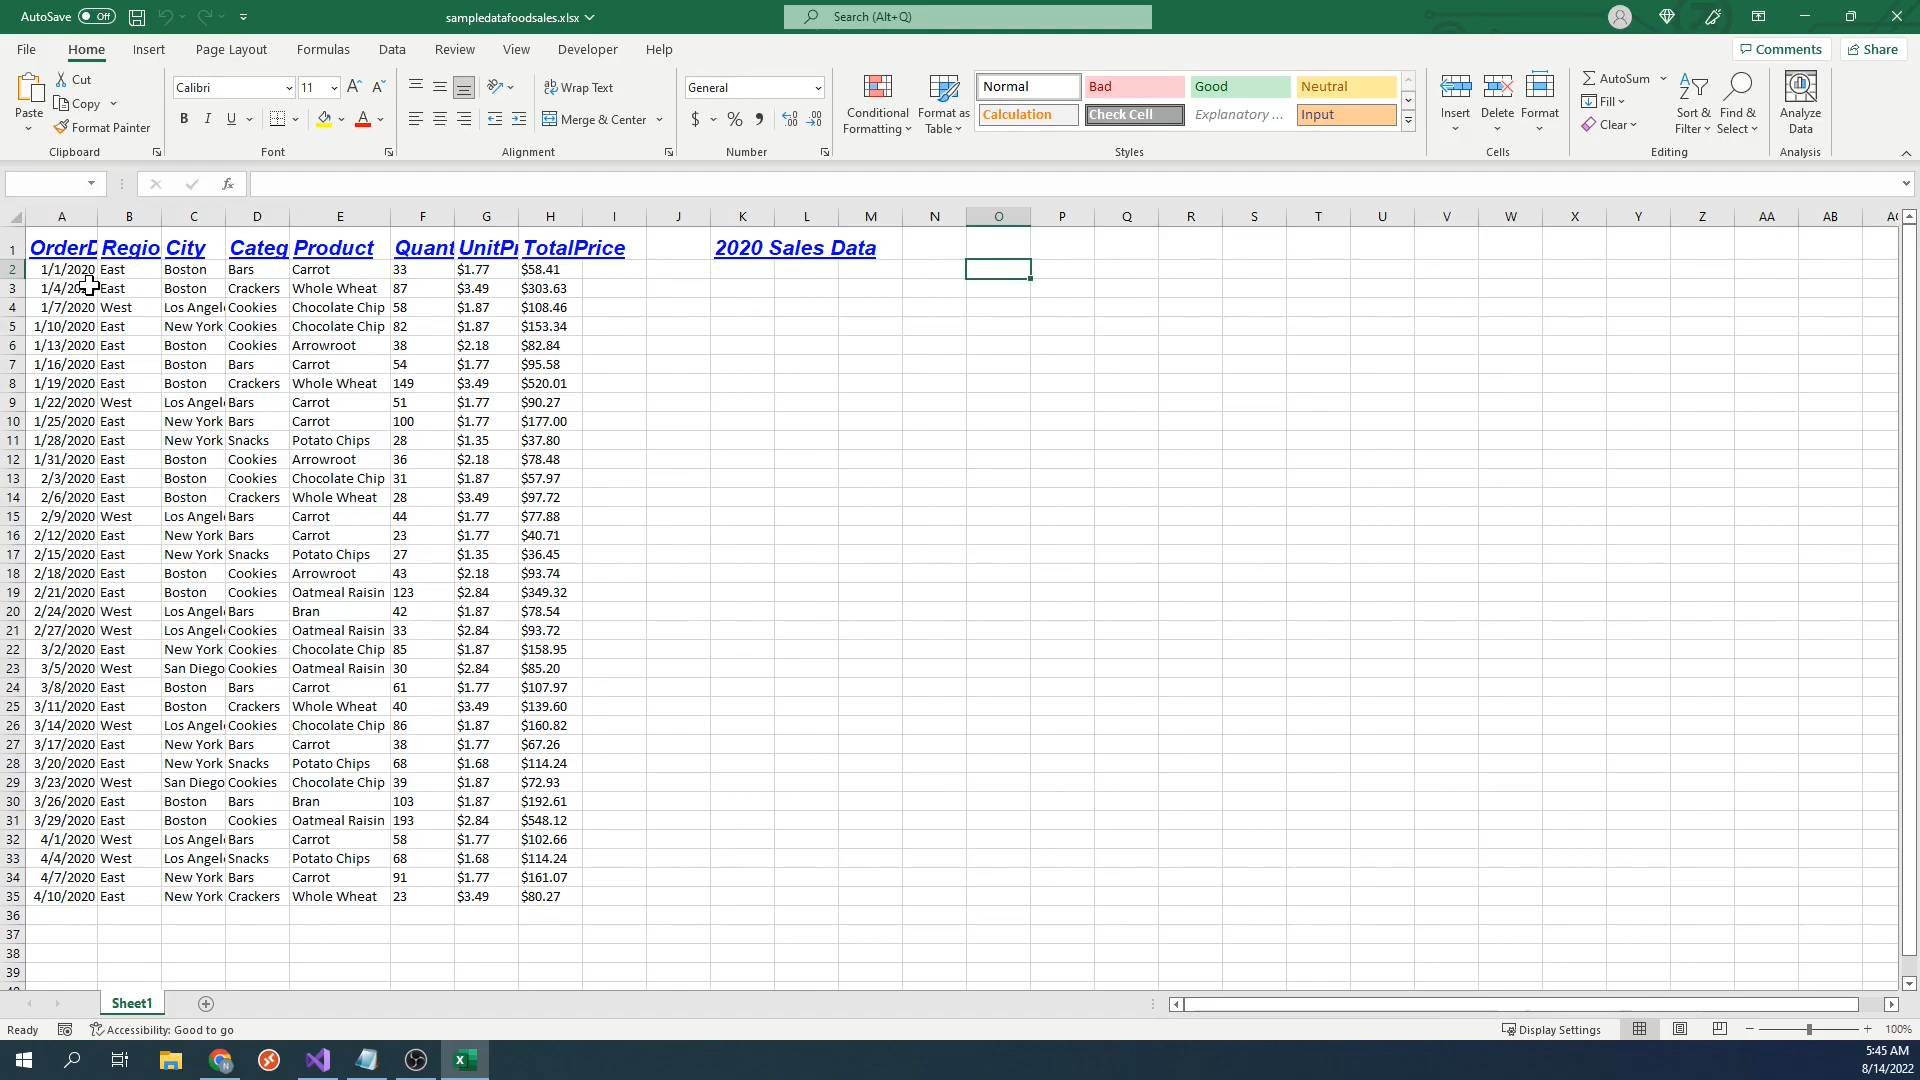 AutoSave Off sampledatafoodsales.xlsx Search (Alt+Q)
File Home Insert Page Layout Formulas Data Review View Developer Help Comments Share
Paste Cut Copy Format Painter Clipboard
Calibri 11 B I U A Font
Wrap Text Merge & Center Alignment
General $ % Number
Conditional Formatting Format as Table
Normal Bad Good Neutral
Calculation Check Cell Explanatory ... Input
Styles
Insert Delete Format Cells
AutoSum Fill Clear Sort & Filter Find & Select Editing
Analyze Data Analysis
fx
A B C D E F G H I J K L M N O P Q R S T U V W X Y Z AA AB AC
1 OrderD Regio City Categ Product Quant UnitPr TotalPrice 2020 Sales Data
2 1/1/2020 East Boston Bars Carrot 33 $1.77 $58.41
3 1/4/20 East Boston Crackers Whole Wheat 87 $3.49 $303.63
4 1/7/2020 West Los Angel Cookies Chocolate Chip 58 $1.87 $108.46
5 1/10/2020 East New York Cookies Chocolate Chip 82 $1.87 $153.34
6 1/13/2020 East Boston Cookies Arrowroot 38 $2.18 $82.84
7 1/16/2020 East Boston Bars Carrot 54 $1.77 $95.58
8 1/19/2020 East Boston Crackers Whole Wheat 149 $3.49 $520.01
9 1/22/2020 West Los Angel Bars Carrot 51 $1.77 $90.27
10 1/25/2020 East New York Bars Carrot 100 $1.77 $177.00
11 1/28/2020 East New York Snacks Potato Chips 28 $1.35 $37.80
12 1/31/2020 East Boston Cookies Arrowroot 36 $2.18 $78.48
13 2/3/2020 East Boston Cookies Chocolate Chip 31 $1.87 $57.97
14 2/6/2020 East Boston Crackers Whole Wheat 28 $3.49 $97.72
15 2/9/2020 West Los Angel Bars Carrot 44 $1.77 $77.88
16 2/12/2020 East New York Bars Carrot 23 $1.77 $40.71
17 2/15/2020 East New York Snacks Potato Chips 27 $1.35 $36.45
18 2/18/2020 East Boston Cookies Arrowroot 43 $2.18 $93.74
19 2/21/2020 East Boston Cookies Oatmeal Raisin 123 $2.84 $349.32
20 2/24/2020 West Los Angel Bars Bran 42 $1.87 $78.54
21 2/27/2020 West Los Angel Cookies Oatmeal Raisin 33 $2.84 $93.72
22 3/2/2020 East New York Cookies Chocolate Chip 85 $1.87 $158.95
23 3/5/2020 West San Diego Cookies Oatmeal Raisin 30 $2.84 $85.20
24 3/8/2020 East Boston Bars Carrot 61 $1.77 $107.97
25 3/11/2020 East Boston Crackers Whole Wheat 40 $3.49 $139.60
26 3/14/2020 West Los Angel Cookies Chocolate Chip 86 $1.87 $160.82
27 3/17/2020 East New York Bars Carrot 38 $1.77 $67.26
28 3/20/2020 East New York Snacks Potato Chips 68 $1.68 $114.24
29 3/23/2020 West San Diego Cookies Chocolate Chip 39 $1.87 $72.93
30 3/26/2020 East Boston Bars Bran 103 $1.87 $192.61
31 3/29/2020 East Boston Cookies Oatmeal Raisin 193 $2.84 $548.12
32 4/1/2020 West Los Angel Bars Carrot 58 $1.77 $102.66
33 4/4/2020 West Los Angel Snacks Potato Chips 68 $1.68 $114.24
34 4/7/2020 East New York Bars Carrot 91 $1.77 $161.07
35 4/10/2020 East New York Crackers Whole Wheat 23 $3.49 $80.27
36
37
38
39
Sheet1
Ready Accessibility: Good to go Display Settings 100%
5:45 AM
8/14/2022